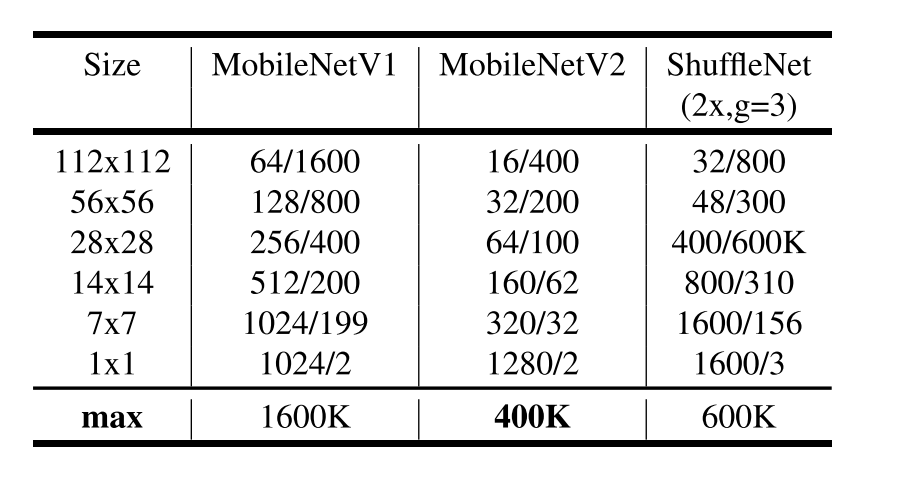 Size MobileNetV1 MobileNetV2 ShuffleNet
(2x,g=3)
112x112 64/1600 16/400 32/800
56x56 128/800 32/200 48/300
28x28 256/400 64/100 400/600K
14x14 512/200 160/62 800/310
7x7 1024/199 320/32 1600/156
1x1 1024/2 1280/2 1600/3
max 1600K 400K 600K